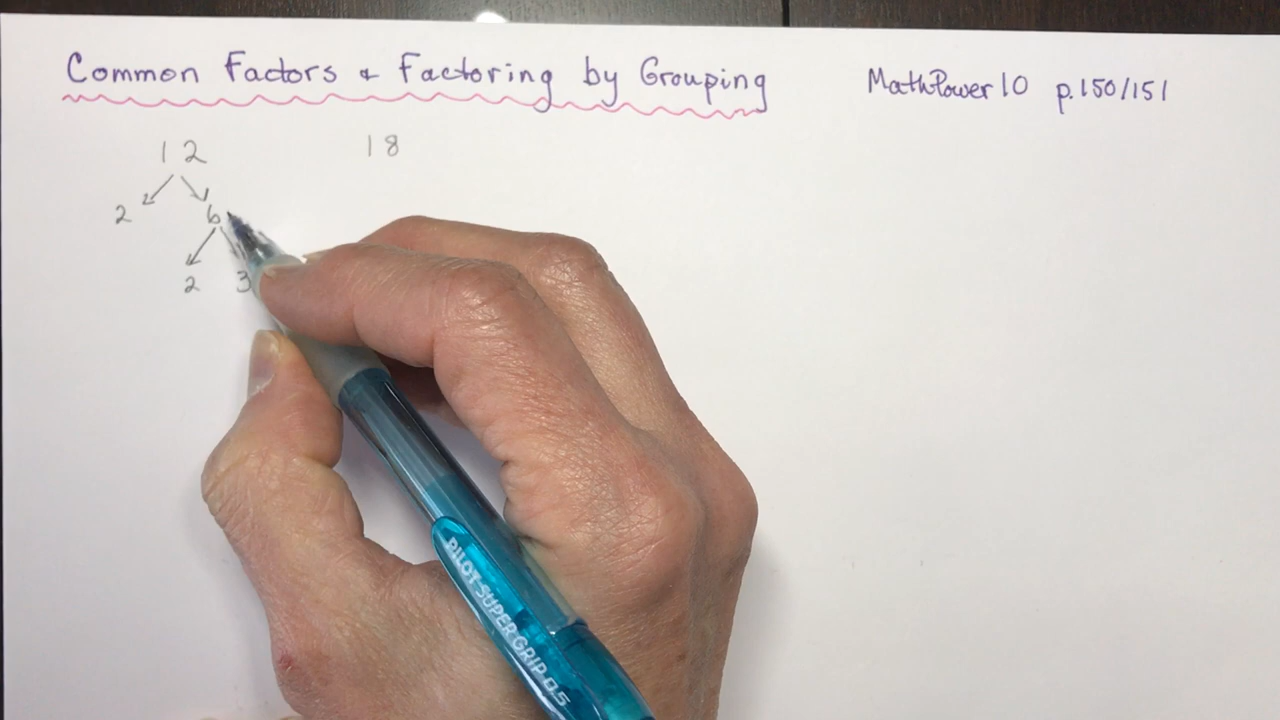 Common Factors & Factoring by Grouping
MathPower 10 p.150/151
12 18
2 6
2 3
PILOT SUPER GRIP 0.5